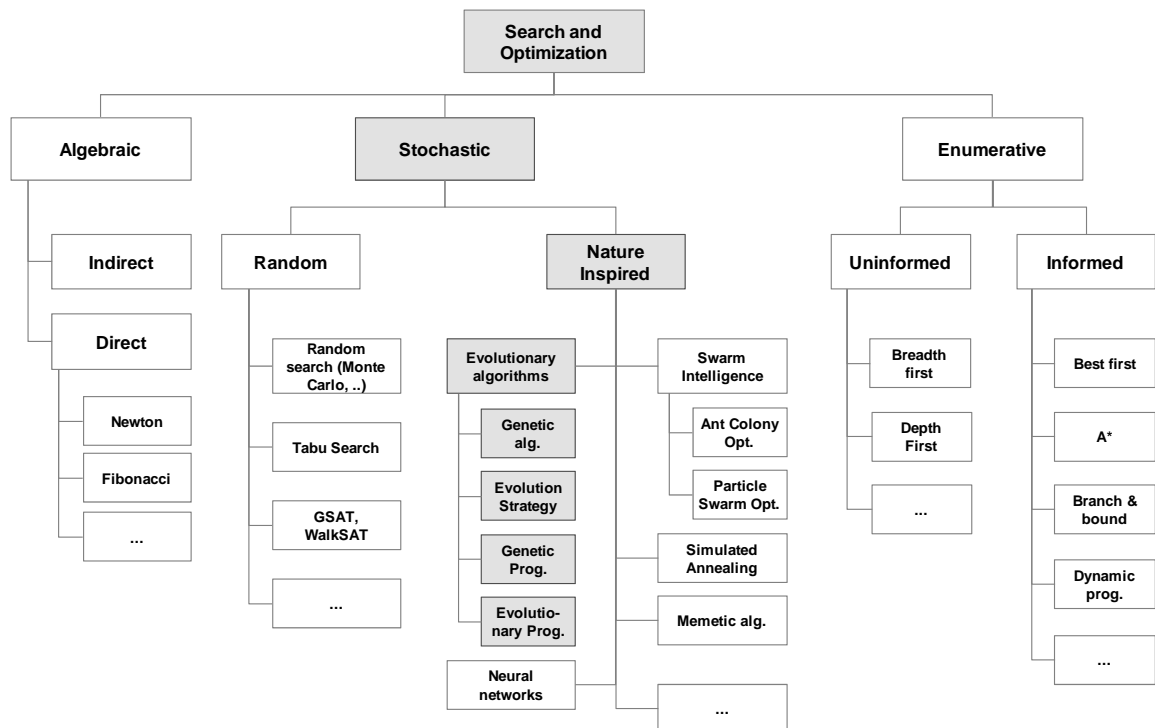 Search and
Optimization
Algebraic
Stochastic
Enumerative
Indirect
Random
Nature
Inspired
Uninformed
Informed
Direct
Random
search (Monte
Carlo, ..)
Evolutionary
algorithms
Swarm
Intelligence
Breadth
first
Best first
Newton
Tabu Search
Genetic
alg.
Ant Colony
Opt.
Depth
First
A*
Fibonacci
Evolution
Strategy
Particle
Swarm Opt.
...
GSAT,
WalkSAT
...
Branch &
bound
...
Genetic
Prog.
Simulated
Annealing
Dynamic
prog.
...
Evolutio-
nary Prog.
Memetic alg.
...
Neural
networks
...